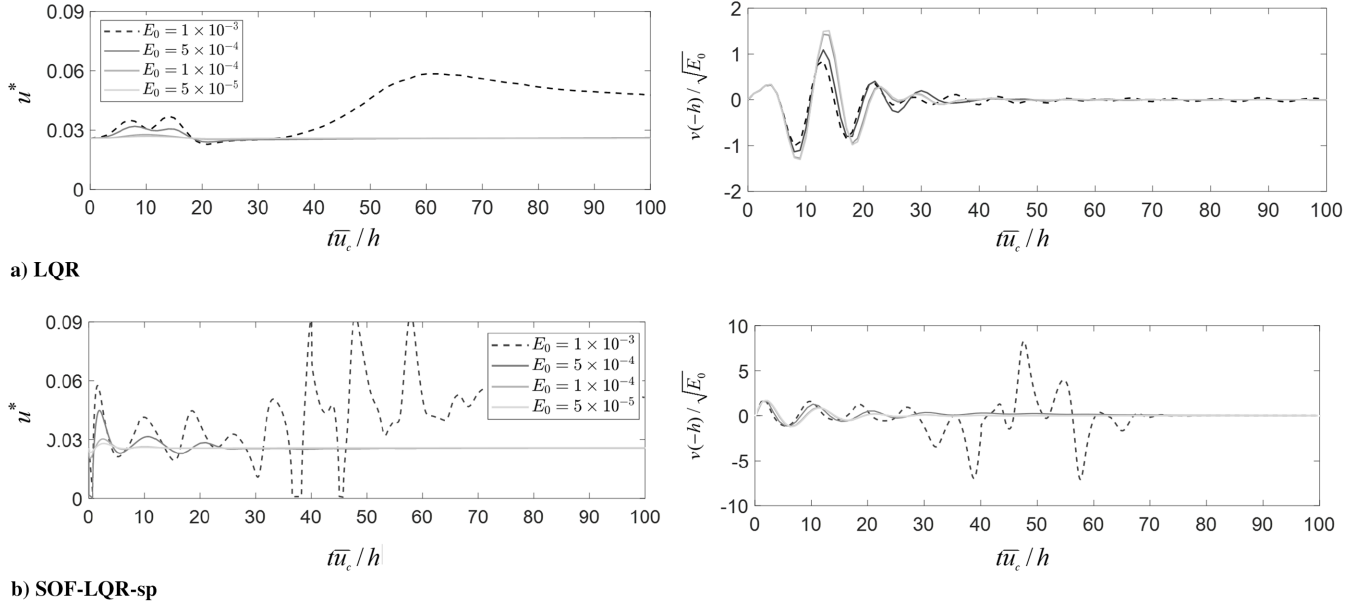 0.09
0.06
0.03
0
u*
E₀ = 1 × 10⁻³
E₀ = 5 × 10⁻⁴
E₀ = 1 × 10⁻⁴
E₀ = 5 × 10⁻⁵
0 10 20 30 40 50 60 70 80 90 100
tu̅c / h
2
1
0
-1
-2
v(-h) / √E₀
0 10 20 30 40 50 60 70 80 90 100
tu̅c / h
a) LQR
0.09
0.06
0.03
0
u*
E₀ = 1 × 10⁻³
E₀ = 5 × 10⁻⁴
E₀ = 1 × 10⁻⁴
E₀ = 5 × 10⁻⁵
0 10 20 30 40 50 60 70 80 90 100
tu̅c / h
10
5
0
-5
-10
v(-h) / √E₀
0 10 20 30 40 50 60 70 80 90 100
tu̅c / h
b) SOF-LQR-sp